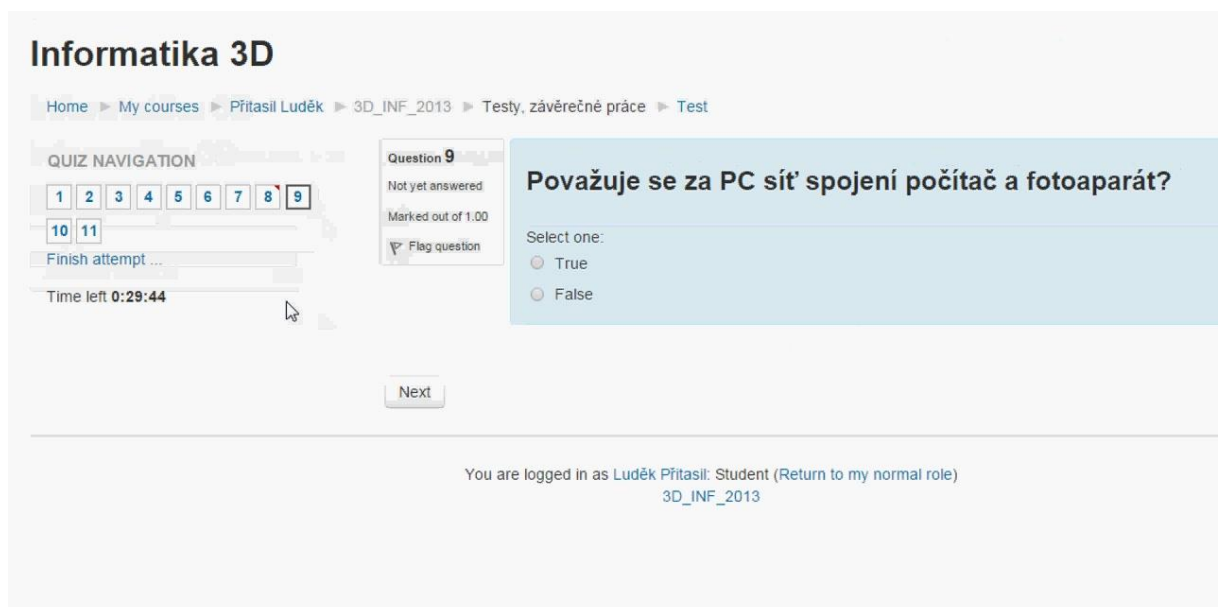 Informatika 3D
Home ► My courses ► Přitasil Luděk ► 3D_INF_2013 ► Testy, závěrečné práce ► Test
QUIZ NAVIGATION
1 2 3 4 5 6 7 8 9
10 11
Finish attempt ...
Time left 0:29:44
Question 9
Not yet answered
Marked out of 1.00
Flag question
Považuje se za PC síť spojení počítač a fotoaparát?
Select one:
True
False
Next
You are logged in as Luděk Přitasil: Student (Return to my normal role)
3D_INF_2013